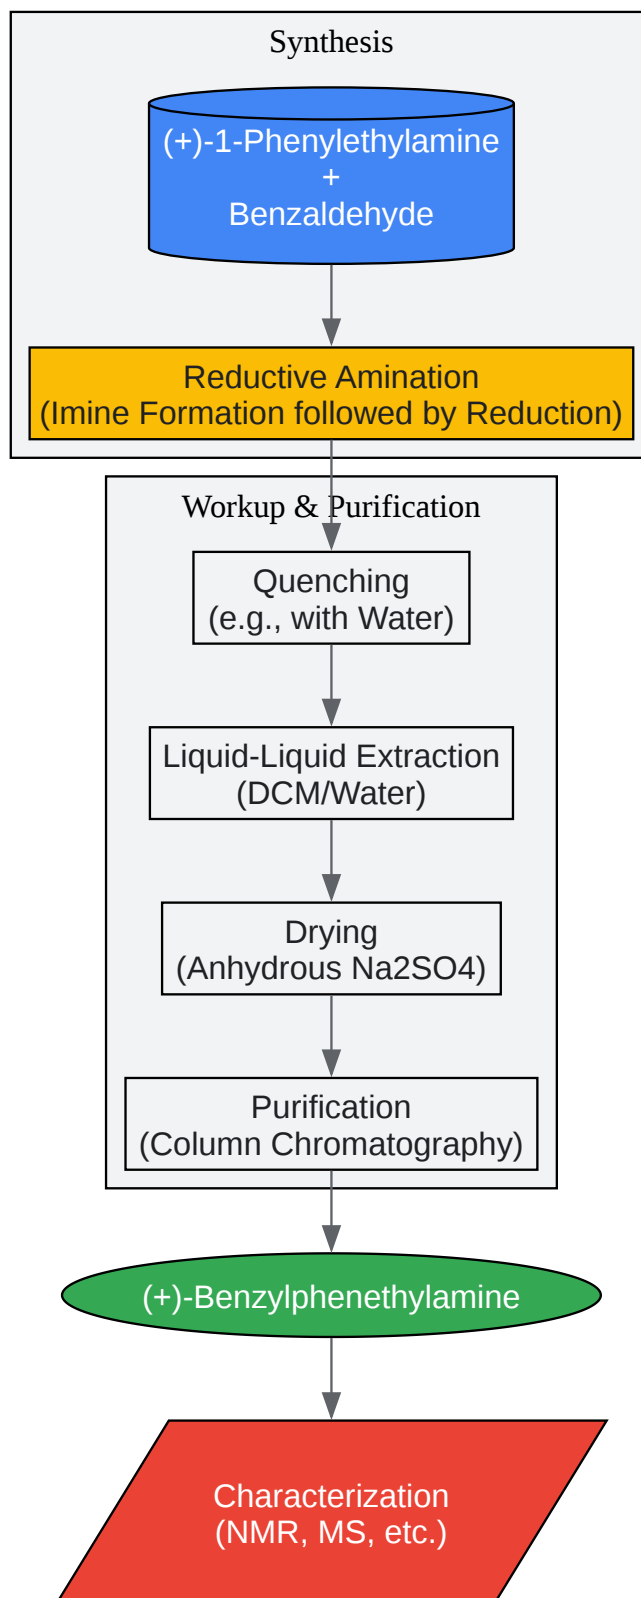 Synthesis
(+)-1-Phenylethylamine
+
Benzaldehyde
Reductive Amination
(Imine Formation followed by Reduction)
Workup & Purification
Quenching
(e.g., with Water)
Liquid-Liquid Extraction
(DCM/Water)
Drying
(Anhydrous Na2SO4)
Purification
(Column Chromatography)
(+)-Benzylphenethylamine
Characterization
(NMR, MS, etc.)